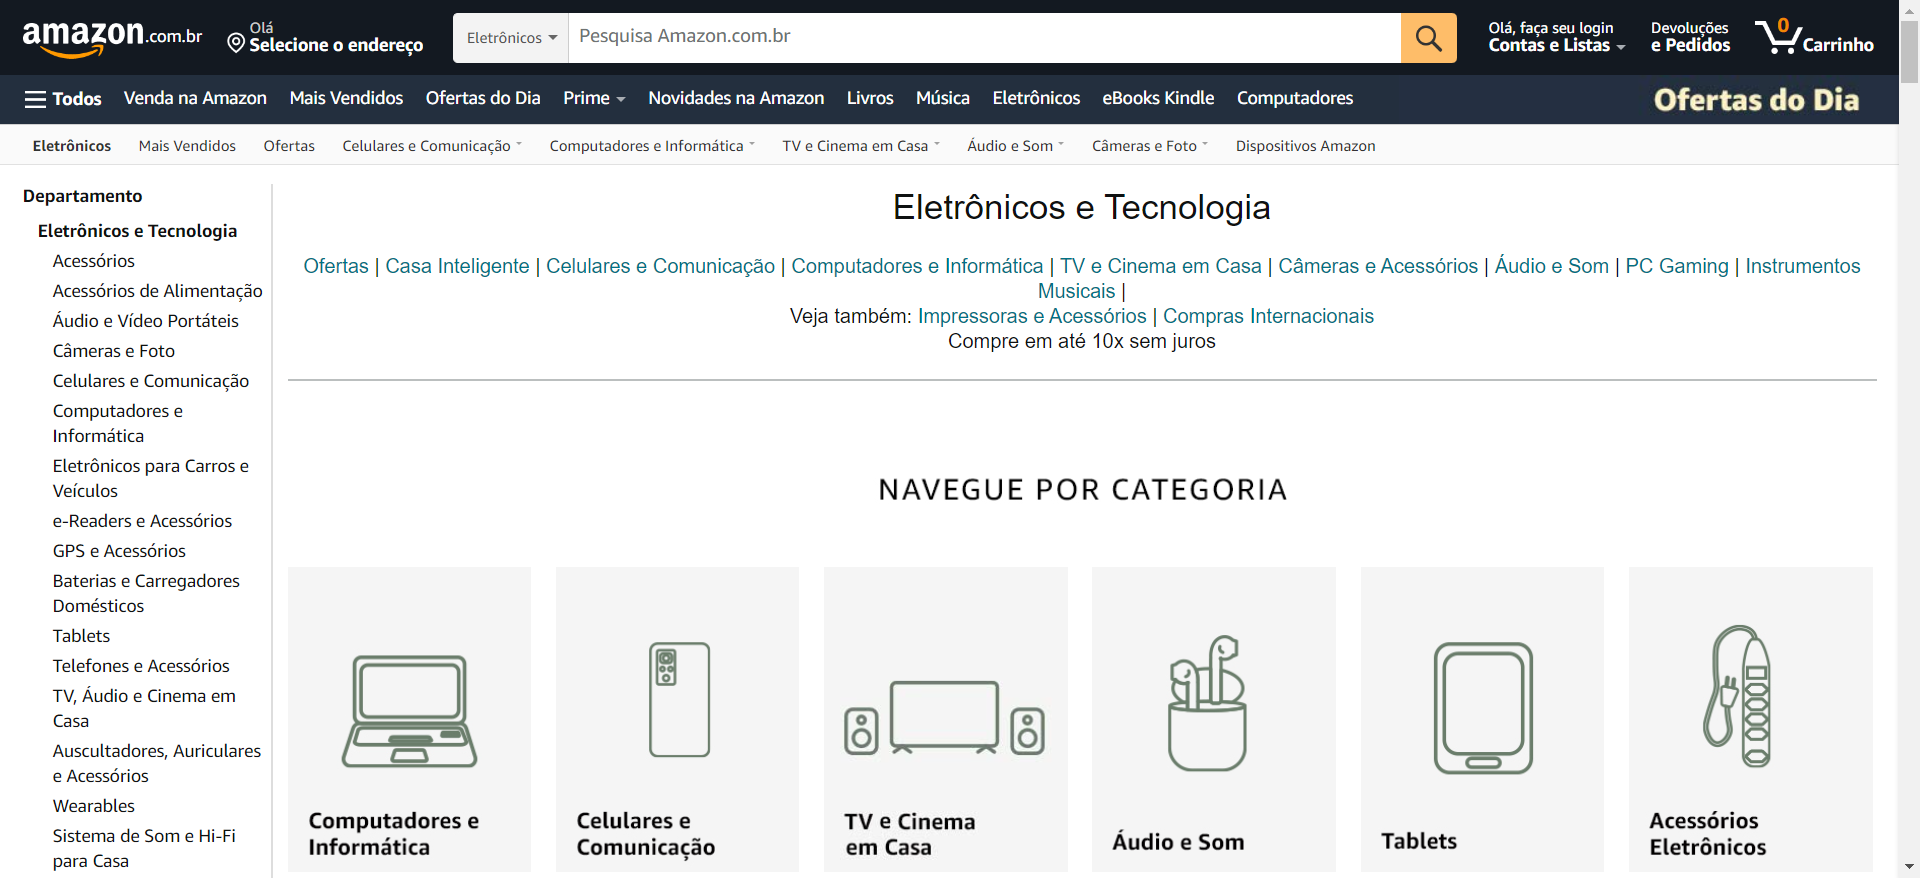 amazon.com.br
Olá
Selecione o endereço
Eletrônicos
Pesquisa Amazon.com.br
Olá, faça seu login
Contas e Listas
Devoluções
e Pedidos
0
Carrinho
Todos
Venda na Amazon
Mais Vendidos
Ofertas do Dia
Prime
Novidades na Amazon
Livros
Música
Eletrônicos
eBooks Kindle
Computadores
Ofertas do Dia
Eletrônicos
Mais Vendidos
Ofertas
Celulares e Comunicação
Computadores e Informática
TV e Cinema em Casa
Áudio e Som
Câmeras e Foto
Dispositivos Amazon
Departamento
Eletrônicos e Tecnologia
Acessórios
Acessórios de Alimentação
Áudio e Vídeo Portáteis
Câmeras e Foto
Celulares e Comunicação
Computadores e
Informática
Eletrônicos para Carros e
Veículos
e-Readers e Acessórios
GPS e Acessórios
Baterias e Carregadores
Domésticos
Tablets
Telefones e Acessórios
TV, Áudio e Cinema em
Casa
Auscultadores, Auriculares
e Acessórios
Wearables
Sistema de Som e Hi-Fi
para Casa
Eletrônicos e Tecnologia
Ofertas | Casa Inteligente | Celulares e Comunicação | Computadores e Informática | TV e Cinema em Casa | Câmeras e Acessórios | Áudio e Som | PC Gaming | Instrumentos
Musicais |
Veja também: Impressoras e Acessórios | Compras Internacionais
Compre em até 10x sem juros
NAVEGUE POR CATEGORIA
Computadores e
Informática
Celulares e
Comunicação
TV e Cinema
em Casa
Áudio e Som
Tablets
Acessórios
Eletrônicos